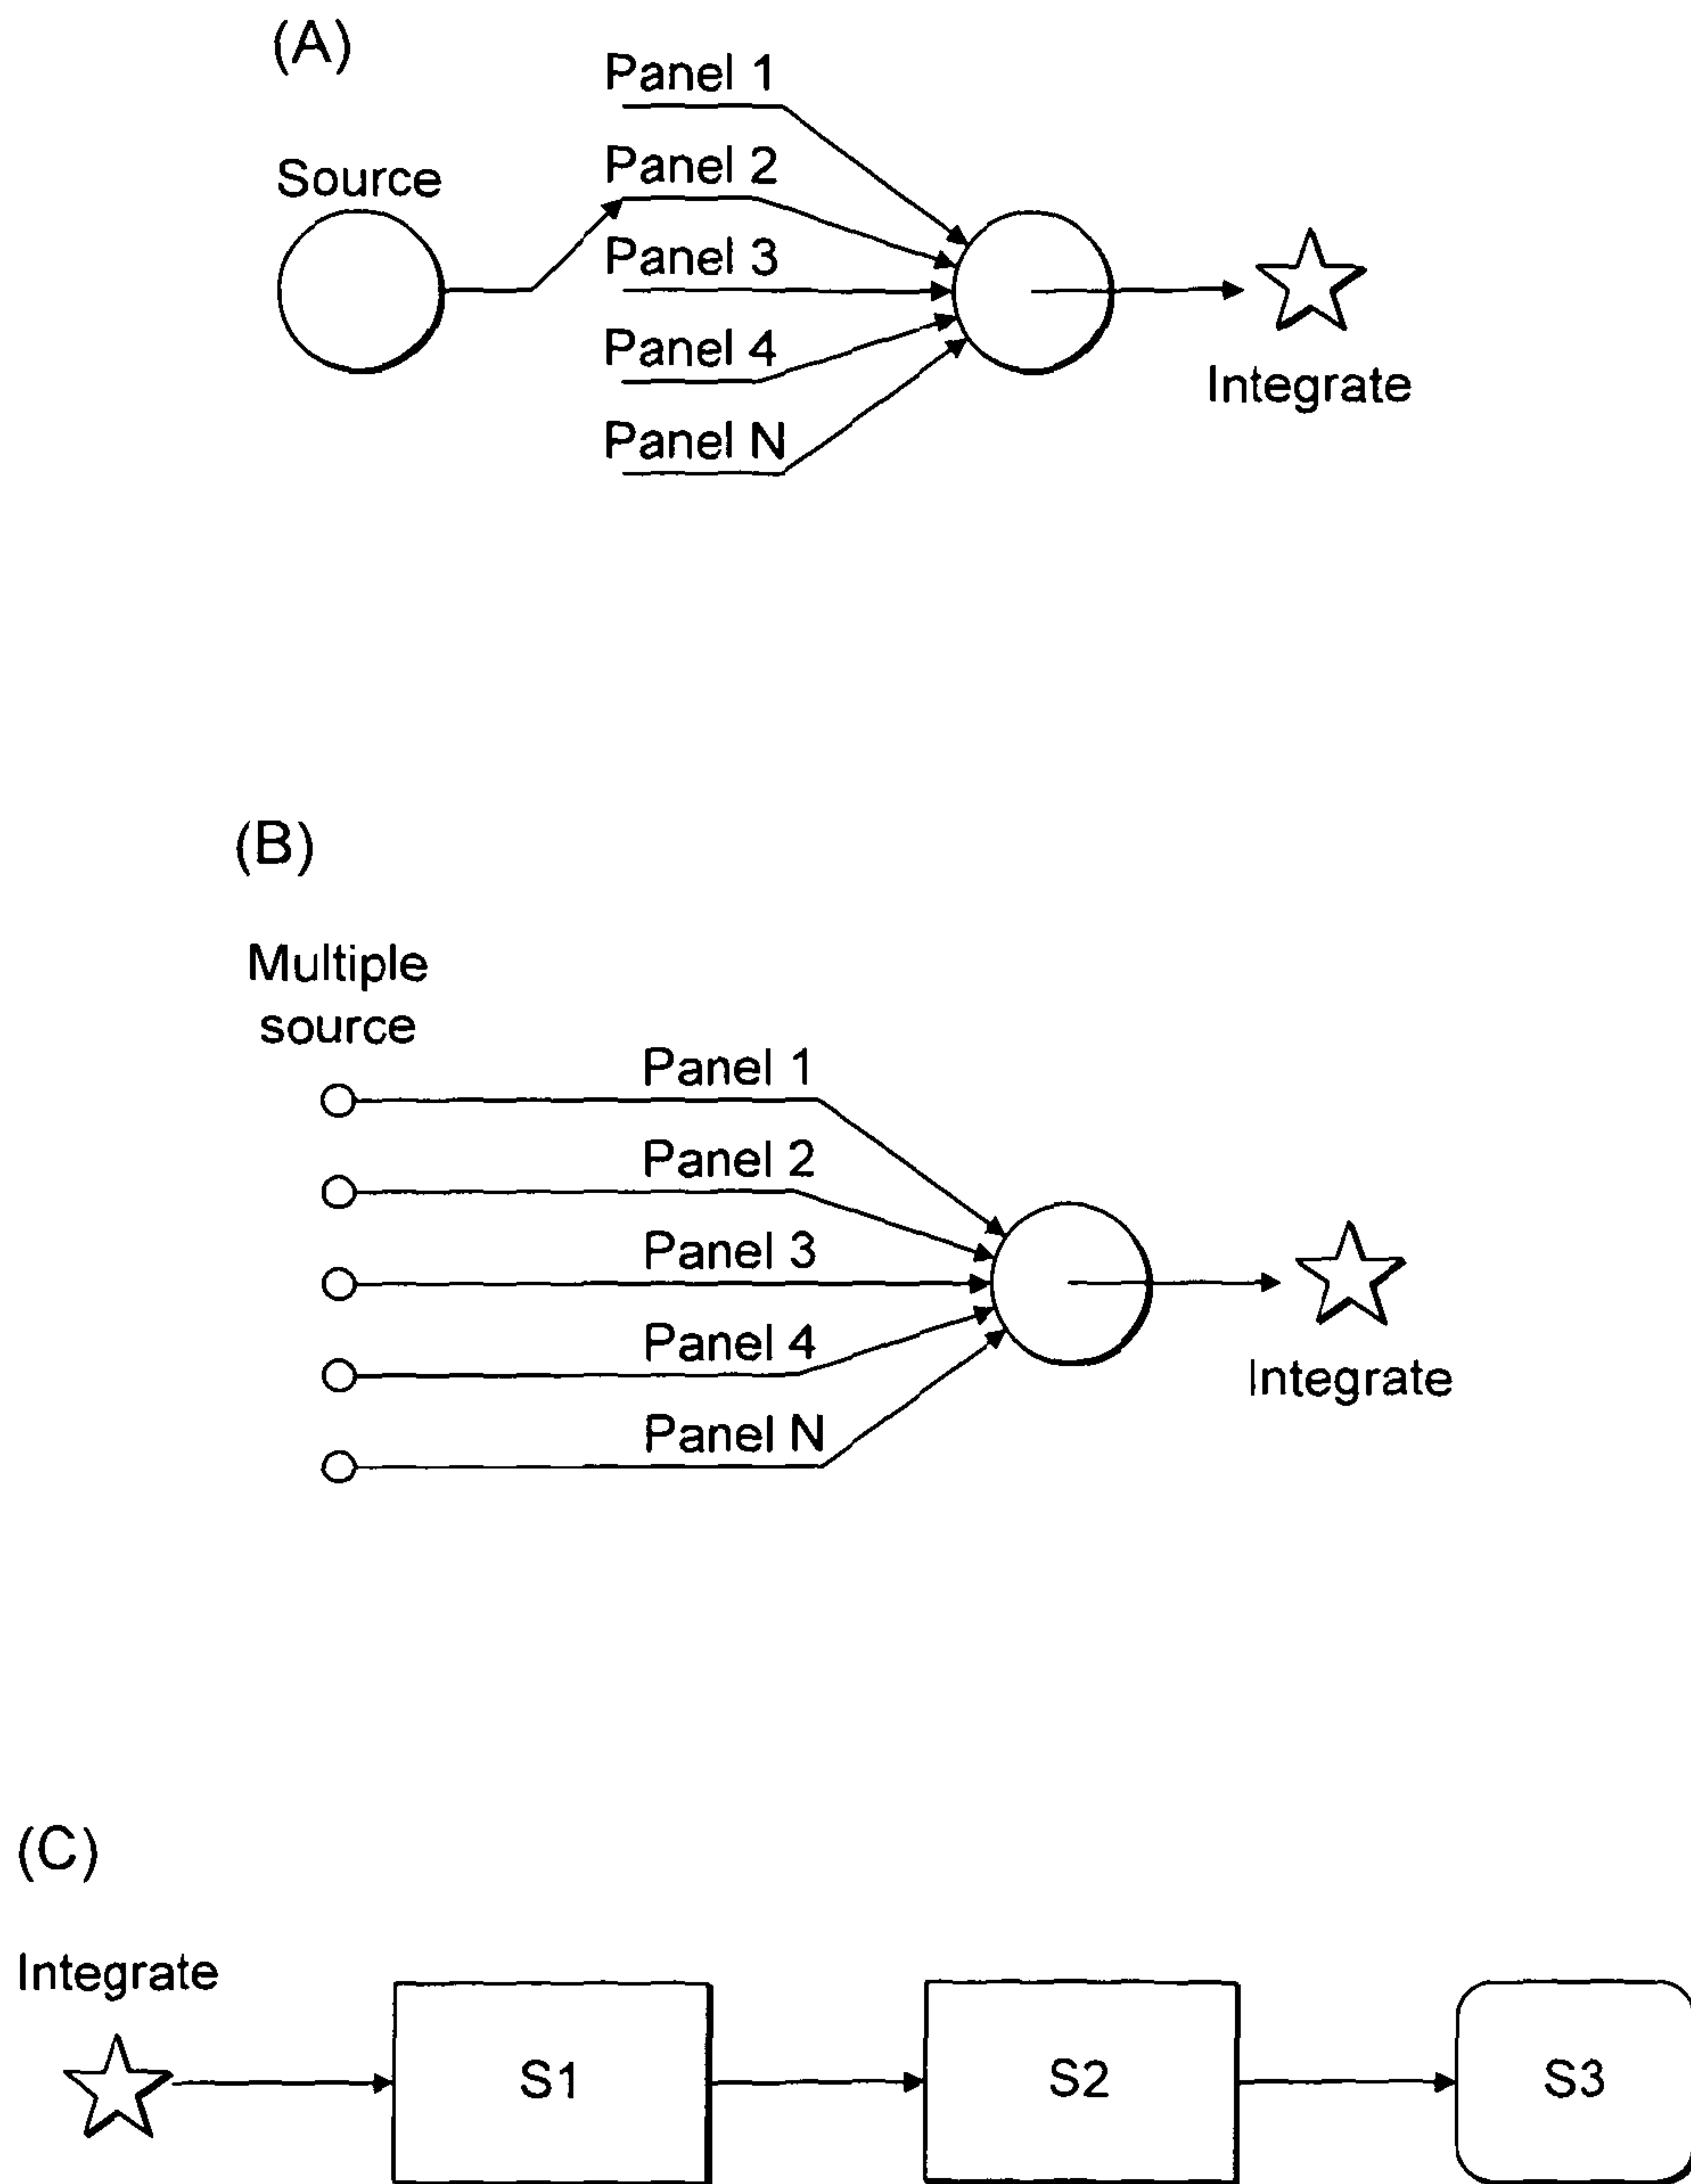 (A)
Panel 1
Source
Panel 2
Panel 3
Panel 4
Integrate
Panel N
(B)
Multiple
source
Panel 1
Panel 2
Panel 3
Panel 4
Integrate
Panel N
(C)
Integrate
S1
S2
S3